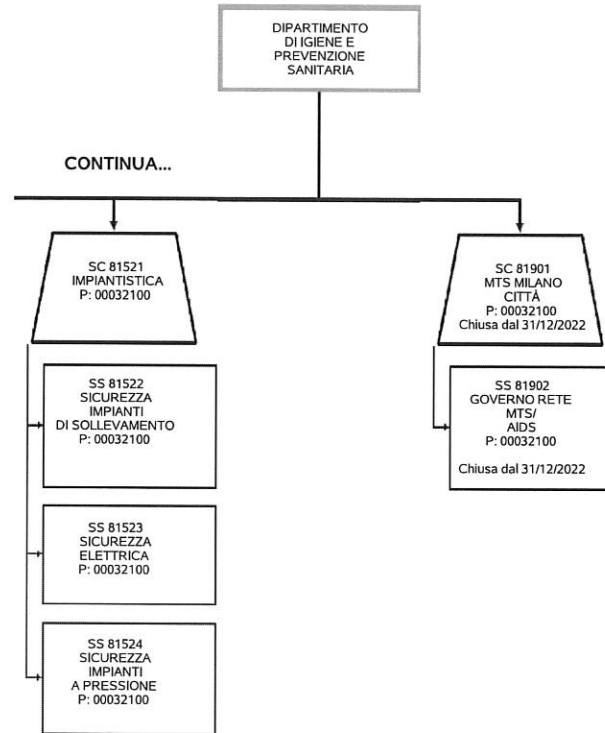 DIPARTIMENTO
DI IGIENE E
PREVENZIONE
SANITARIA
CONTINUA...
SC 81521
IMPIANTISTICA
P: 00032100
SC 81901
MTS MILANO
CITTÀ
P: 00032100
Chiusa dal 31/12/2022
SS 81522
SICUREZZA
IMPIANTI
DI SOLLEVAMENTO
P: 00032100
SS 81902
GOVERNO RETE
MTS/
AIDS
P: 00032100
Chiusa dal 31/12/2022
SS 81523
SICUREZZA
ELETTRICA
P: 00032100
SS 81524
SICUREZZA
IMPIANTI
A PRESSIONE
P: 00032100